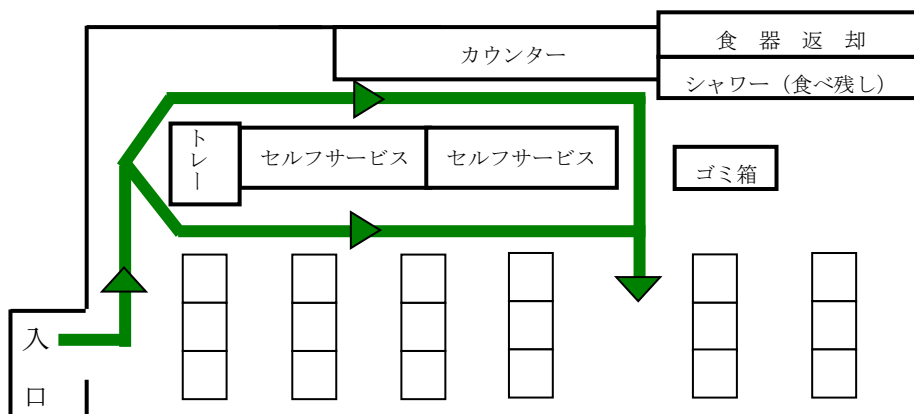 カウンター
食器返却
シャワー（食べ残し）
トレー
セルフサービス
セルフサービス
ゴミ箱
入口